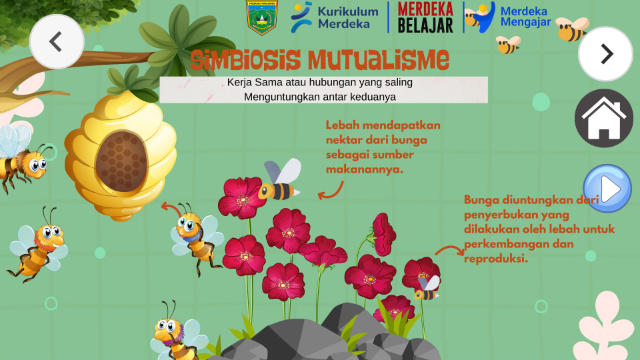 Kurikulum
Merdeka
MERDEKA
BELAJAR
Merdeka
Mengajar
SIMBIOSIS MUTUALISME
Kerja Sama atau hubungan yang saling
Menguntungkan antar keduanya
Lebah mendapatkan
nektar dari bunga
sebagai sumber
makanannya.
Bunga diuntungkan dari
penyerbukan yang
dilakukan oleh lebah untuk
perkembangan dan
reproduksi.